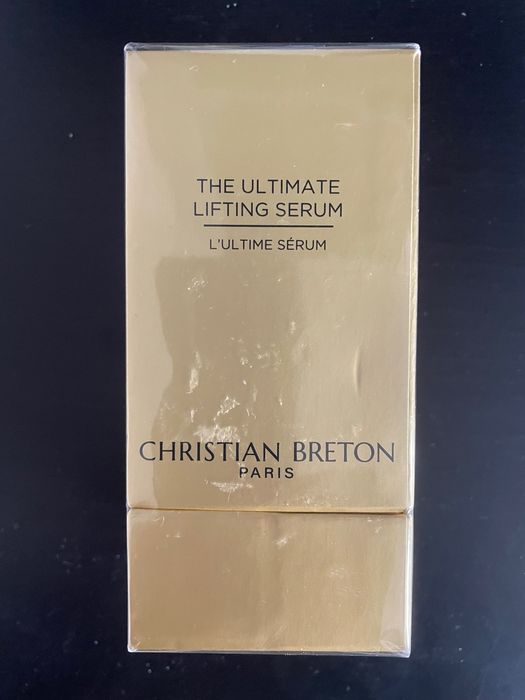 THE ULTIMATE
LIFTING SERUM
L'ULTIME SÉRUM
CHRISTIAN BRETON
PARIS